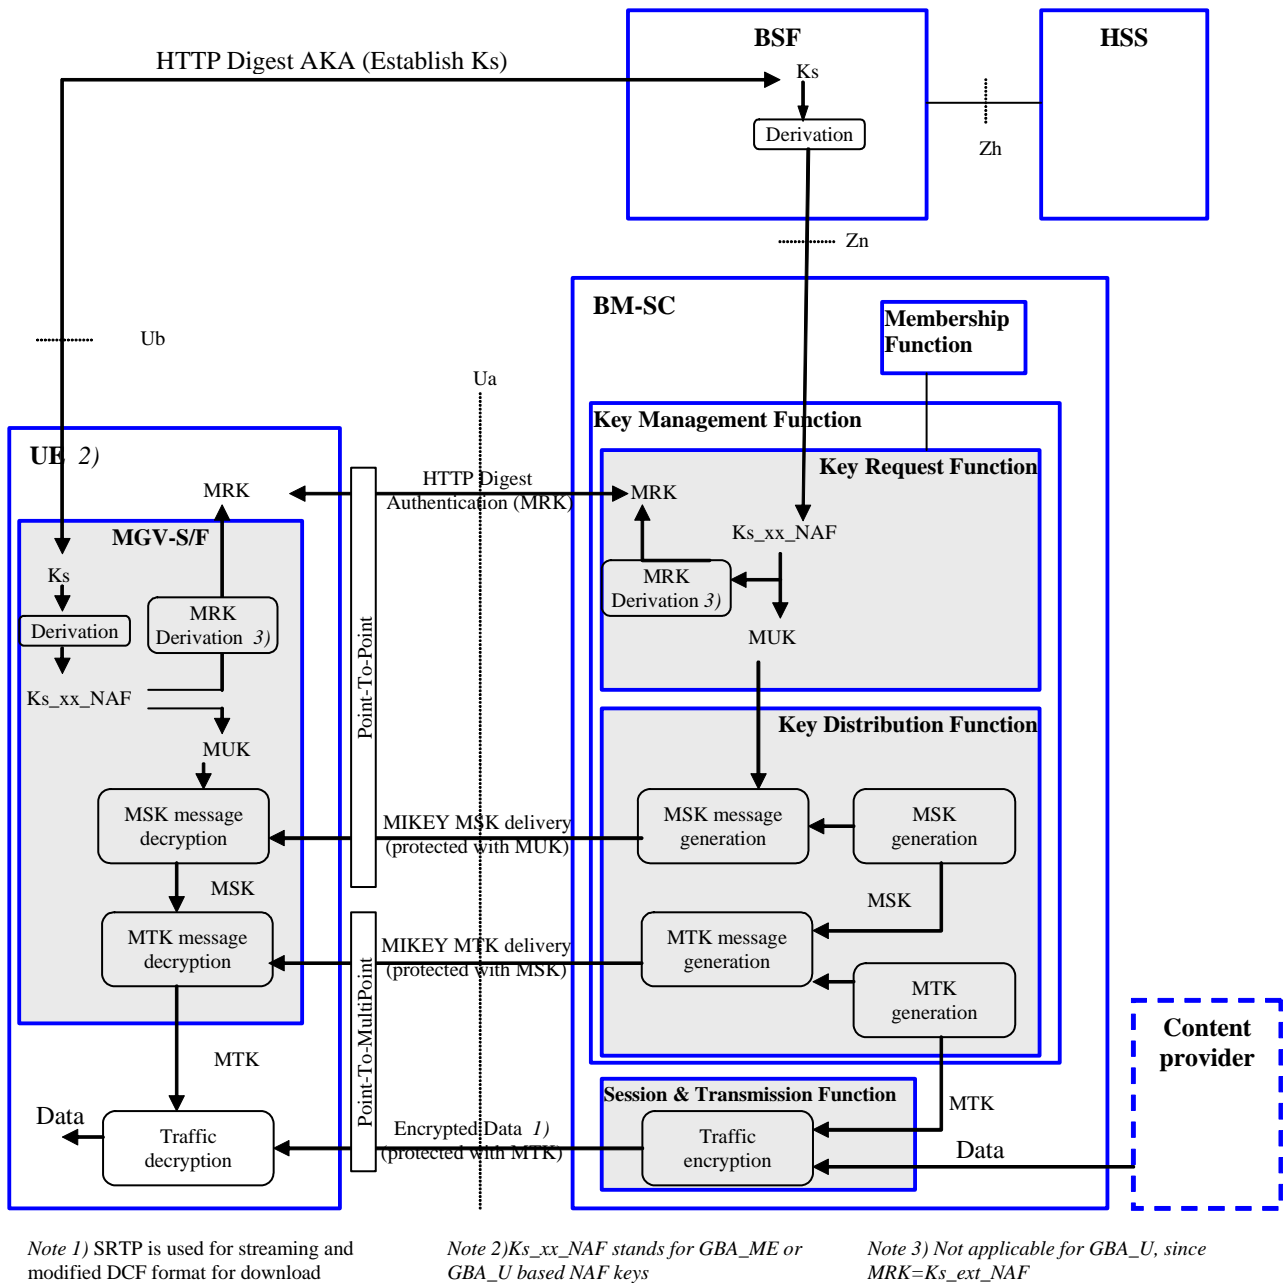 BSF
HSS
HTTP Digest AKA (Establish Ks)
Ks
Derivation
Zh
Zn
BM-SC
Membership
Function
Ub
Ua
Key Management Function
UE 2)
Key Request Function
MRK
HTTP Digest
Authentication (MRK)
MRK
MGV-S/F
Ks_xx_NAF
Ks
MRK
Derivation 3)
Derivation
MRK
Derivation 3)
MUK
Ks_xx_NAF
Point-To-Point
MUK
Key Distribution Function
MSK message
decryption
MIKEY MSK delivery
(protected with MUK)
MSK message
generation
MSK
generation
MSK
MSK
MTK message
decryption
MIKEY MTK delivery
(protected with MSK)
MTK message
generation
MTK
generation
Content
provider
MTK
Point-To-MultiPoint
Session & Transmission Function
MTK
Data
Traffic
decryption
Encrypted Data 1)
(protected with MTK)
Traffic
encryption
Data
Note 1) SRTP is used for streaming and
modified DCF format for download
Note 2)Ks_xx_NAF stands for GBA_ME or
GBA_U based NAF keys
Note 3) Not applicable for GBA_U, since
MRK=Ks_ext_NAF